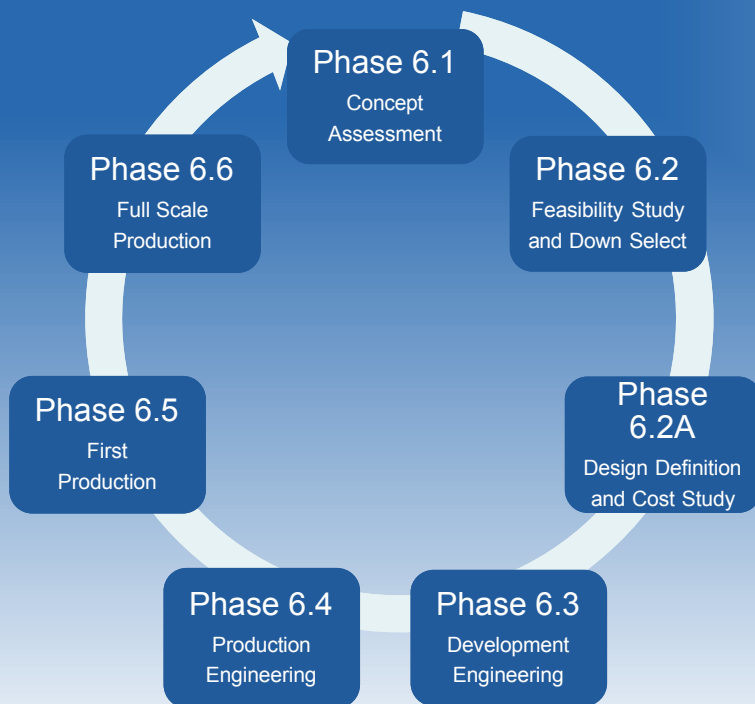 Phase 6.1
Concept
Assessment
Phase 6.2
Feasibility Study
and Down Select
Phase
6.2A
Design Definition
and Cost Study
Phase 6.3
Development
Engineering
Phase 6.4
Production
Engineering
Phase 6.5
First
Production
Phase 6.6
Full Scale
Production